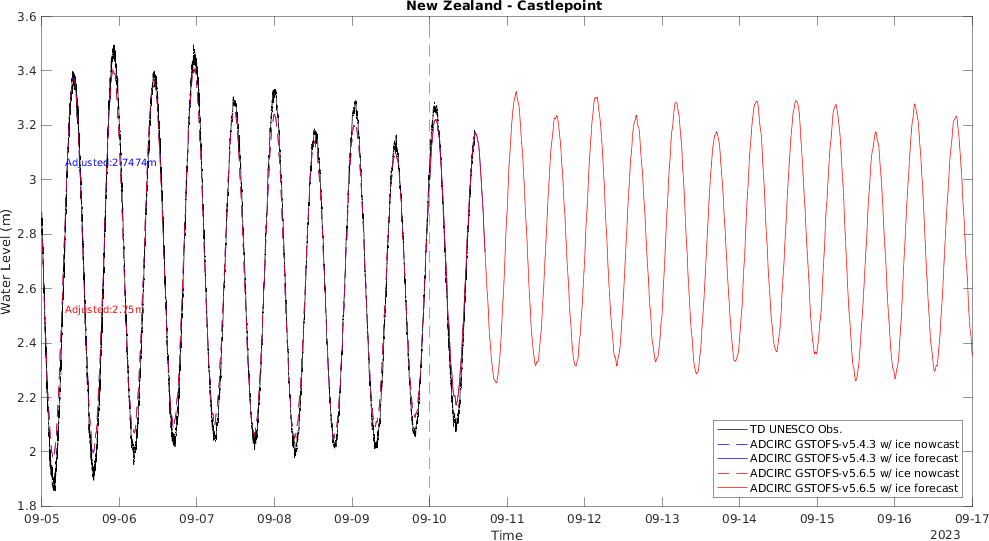 New Zealand - Castlepoint
3.6
3.4
3.2
3
2.8
2.6
2.4
2.2
2
1.8
Water Level (m)
Adjusted:2.7474m
Adjusted:2.75m
TD UNESCO Obs.
ADCIRC GSTOFS-v5.4.3 w/ ice nowcast
ADCIRC GSTOFS-v5.4.3 w/ ice forecast
ADCIRC GSTOFS-v5.6.5 w/ ice nowcast
ADCIRC GSTOFS-v5.6.5 w/ ice forecast
09-05 09-06 09-07 09-08 09-09 09-10 09-11 09-12 09-13 09-14 09-15 09-16 09-17
Time
2023